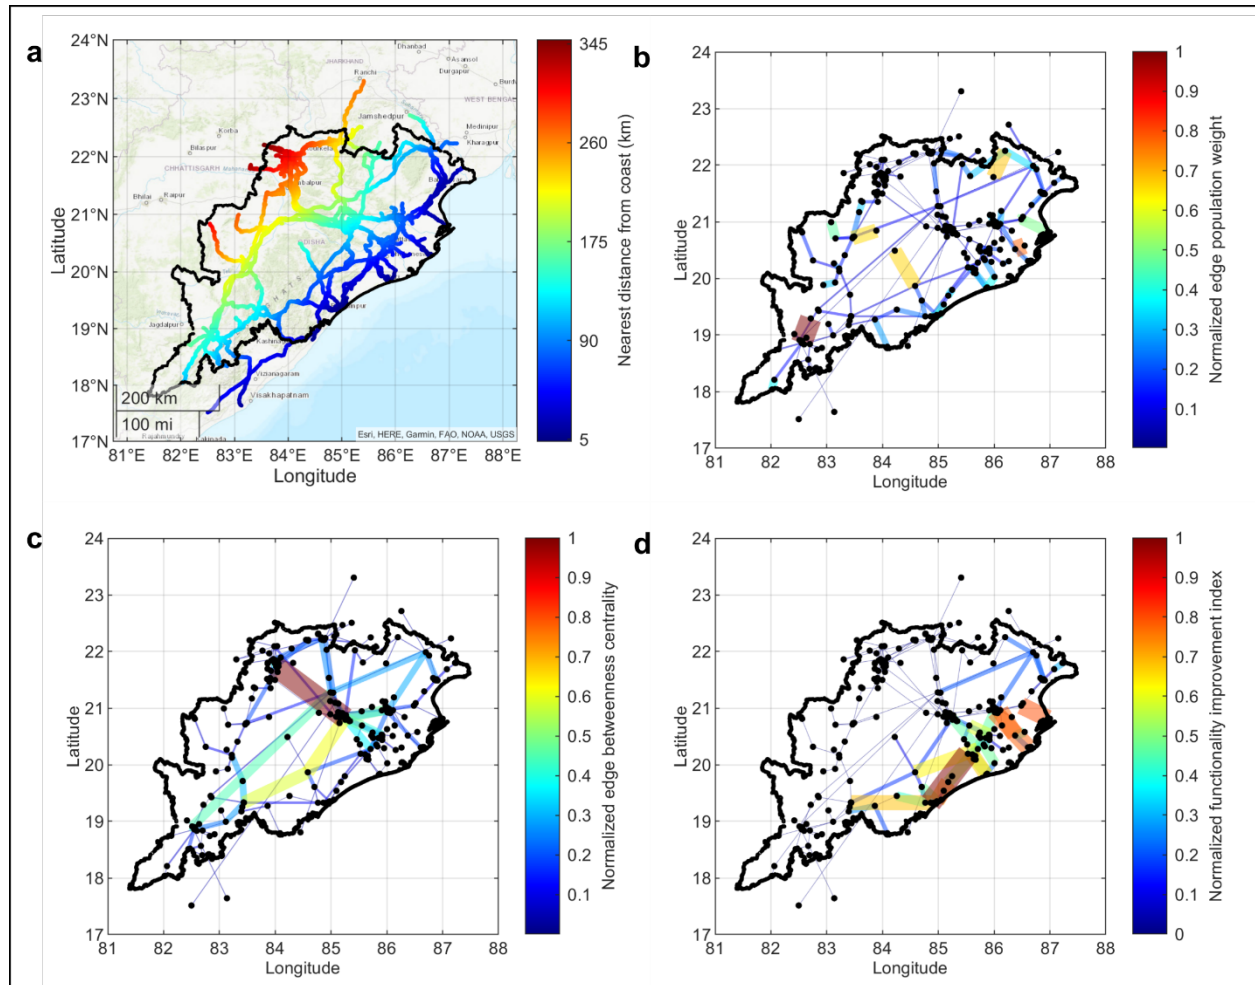 a
24°N
23°N
22°N
21°N
20°N
19°N
18°N
17°N
Latitude
81°E 82°E 83°E 84°E 85°E 86°E 87°E 88°E
Longitude
Dhanbad
Asansol
Durgapur
JHARKHAND
Ranchi
WEST BENGAL
Jamshedpur
Medinipur
Kharagpur
Korba
Bilaspur
CHHATTISGARH
Bhilai
Raipur
Jagdalpur
Vizianagaram
Visakhapatnam
200 km
100 mi
Esri, HERE, Garmin, FAO, NOAA, USGS
345
260
175
90
5
Nearest distance from coast (km)
b
24
23
22
21
20
19
18
17
Latitude
81 82 83 84 85 86 87 88
Longitude
1
0.9
0.8
0.7
0.6
0.5
0.4
0.3
0.2
0.1
Normalized edge population weight
c
24
23
22
21
20
19
18
17
Latitude
81 82 83 84 85 86 87 88
Longitude
1
0.9
0.8
0.7
0.6
0.5
0.4
0.3
0.2
0.1
Normalized edge betweenness centrality
d
24
23
22
21
20
19
18
17
Latitude
81 82 83 84 85 86 87 88
Longitude
1
0.9
0.8
0.7
0.6
0.5
0.4
0.3
0.2
0.1
0
Normalized functionality improvement index